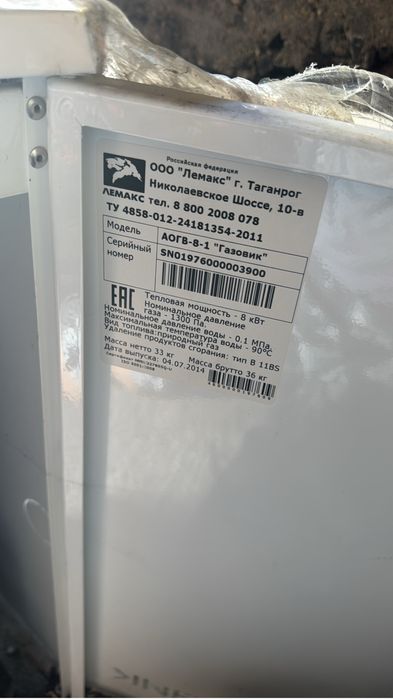 Российская федерация
ООО "Лемакс" г. Таганрог
Николаевское Шоссе, 10-в
ЛЕМАКС тел. 8 800 2008 078
ТУ 4858-012-24181354-2011
Модель АОГВ-8-1 "Газовик"
Серийный номер SN01976000003900
ЕАС
Тепловая мощность - 8 кВт
Номинальное давление
газа - 1300 Па.
Номинальное давление воды - 0,1 МПа.
Максимальная температура воды - 90°С
Вид топлива:природный газ
Удаление продуктов сгорания: тип В 11BS
Масса нетто 33 кг Масса брутто 36 кг
Дата выпуска: 04.07.2014